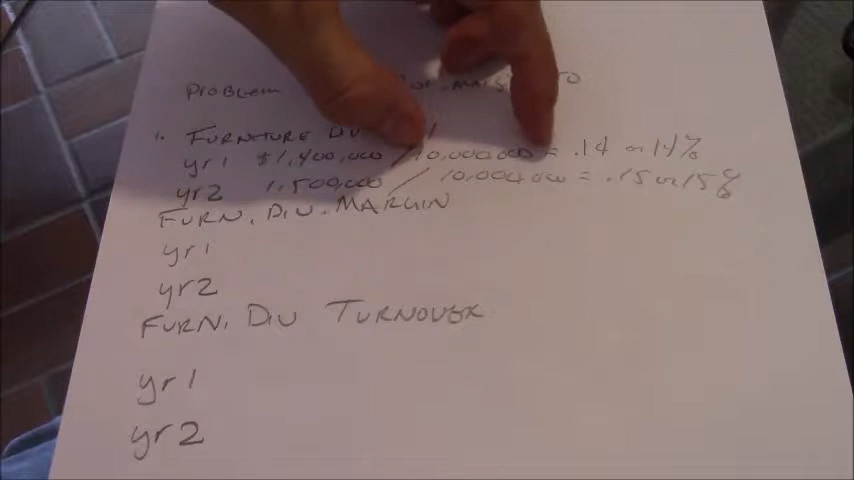 Problem
1. FURNITURE DIV
yr1 $1,400,000 / 10,000,000 = .14 or 14%
yr2 1,500,000 / 10,000,000 = .15 or 15%
FURN. DIV. MARGIN
yr1
yr2
FURN. DIV TURNOVER
yr1
yr2